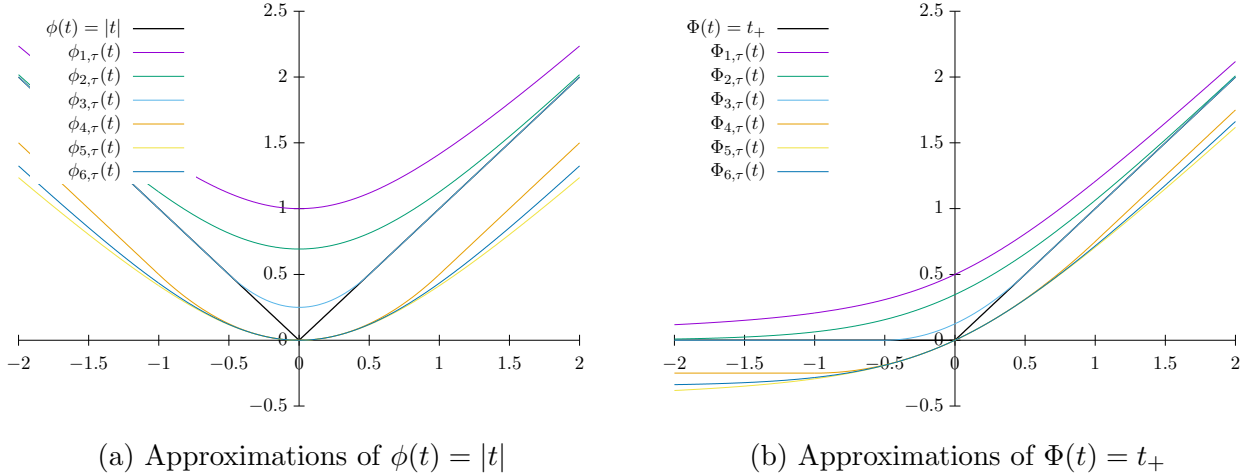 ϕ(t) = |t|
ϕ1,τ(t)
ϕ2,τ(t)
ϕ3,τ(t)
ϕ4,τ(t)
ϕ5,τ(t)
ϕ6,τ(t)
2.5
2
1.5
1
0.5
0
−0.5
−2 −1.5 −1 −0.5 0 0.5 1 1.5 2
(a) Approximations of ϕ(t) = |t|
Φ(t) = t+
Φ1,τ(t)
Φ2,τ(t)
Φ3,τ(t)
Φ4,τ(t)
Φ5,τ(t)
Φ6,τ(t)
2.5
2
1.5
1
0.5
0
−0.5
−2 −1.5 −1 −0.5 0 0.5 1 1.5 2
(b) Approximations of Φ(t) = t+